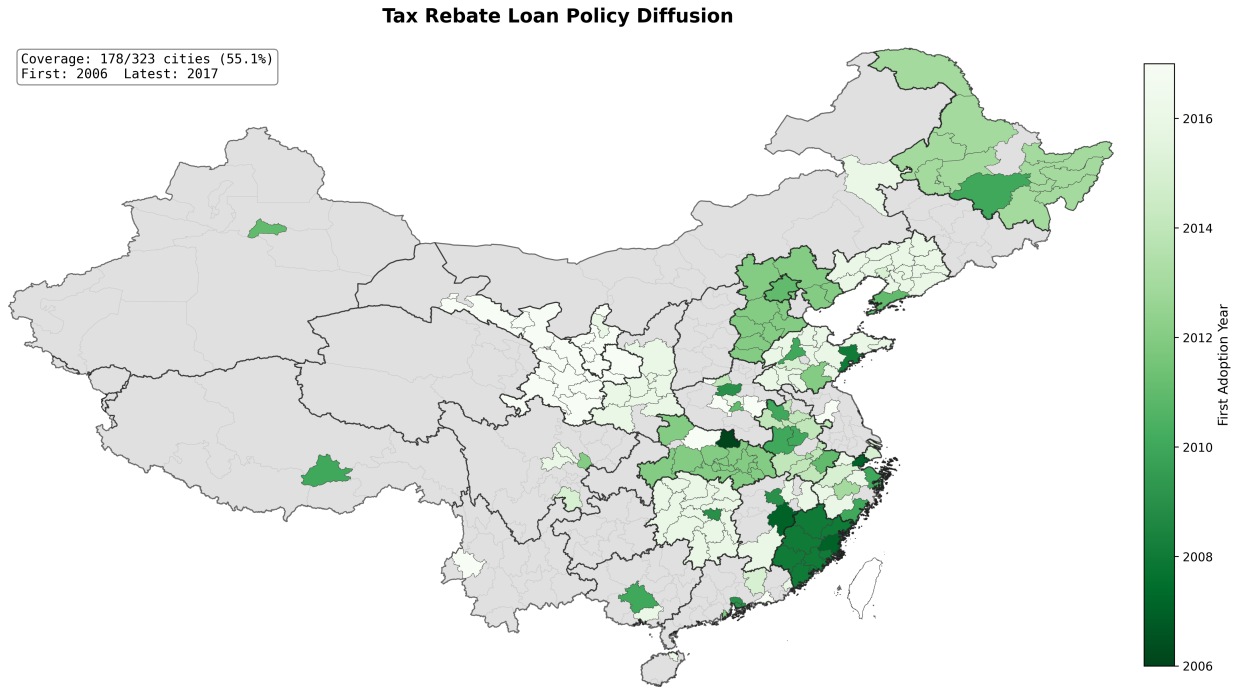 Tax Rebate Loan Policy Diffusion
Coverage: 178/323 cities (55.1%)
First: 2006  Latest: 2017
2016
2014
2012
2010
2008
2006
First Adoption Year